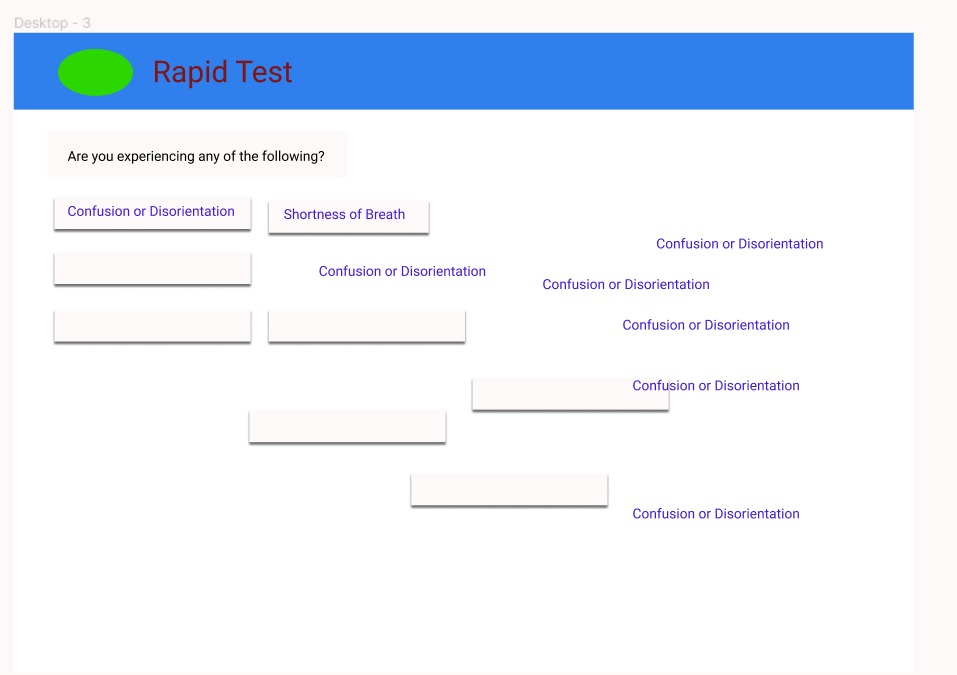 Desktop - 3
Rapid Test
Are you experiencing any of the following?
Confusion or Disorientation
Shortness of Breath
Confusion or Disorientation
Confusion or Disorientation
Confusion or Disorientation
Confusion or Disorientation
Confusion or Disorientation
Confusion or Disorientation